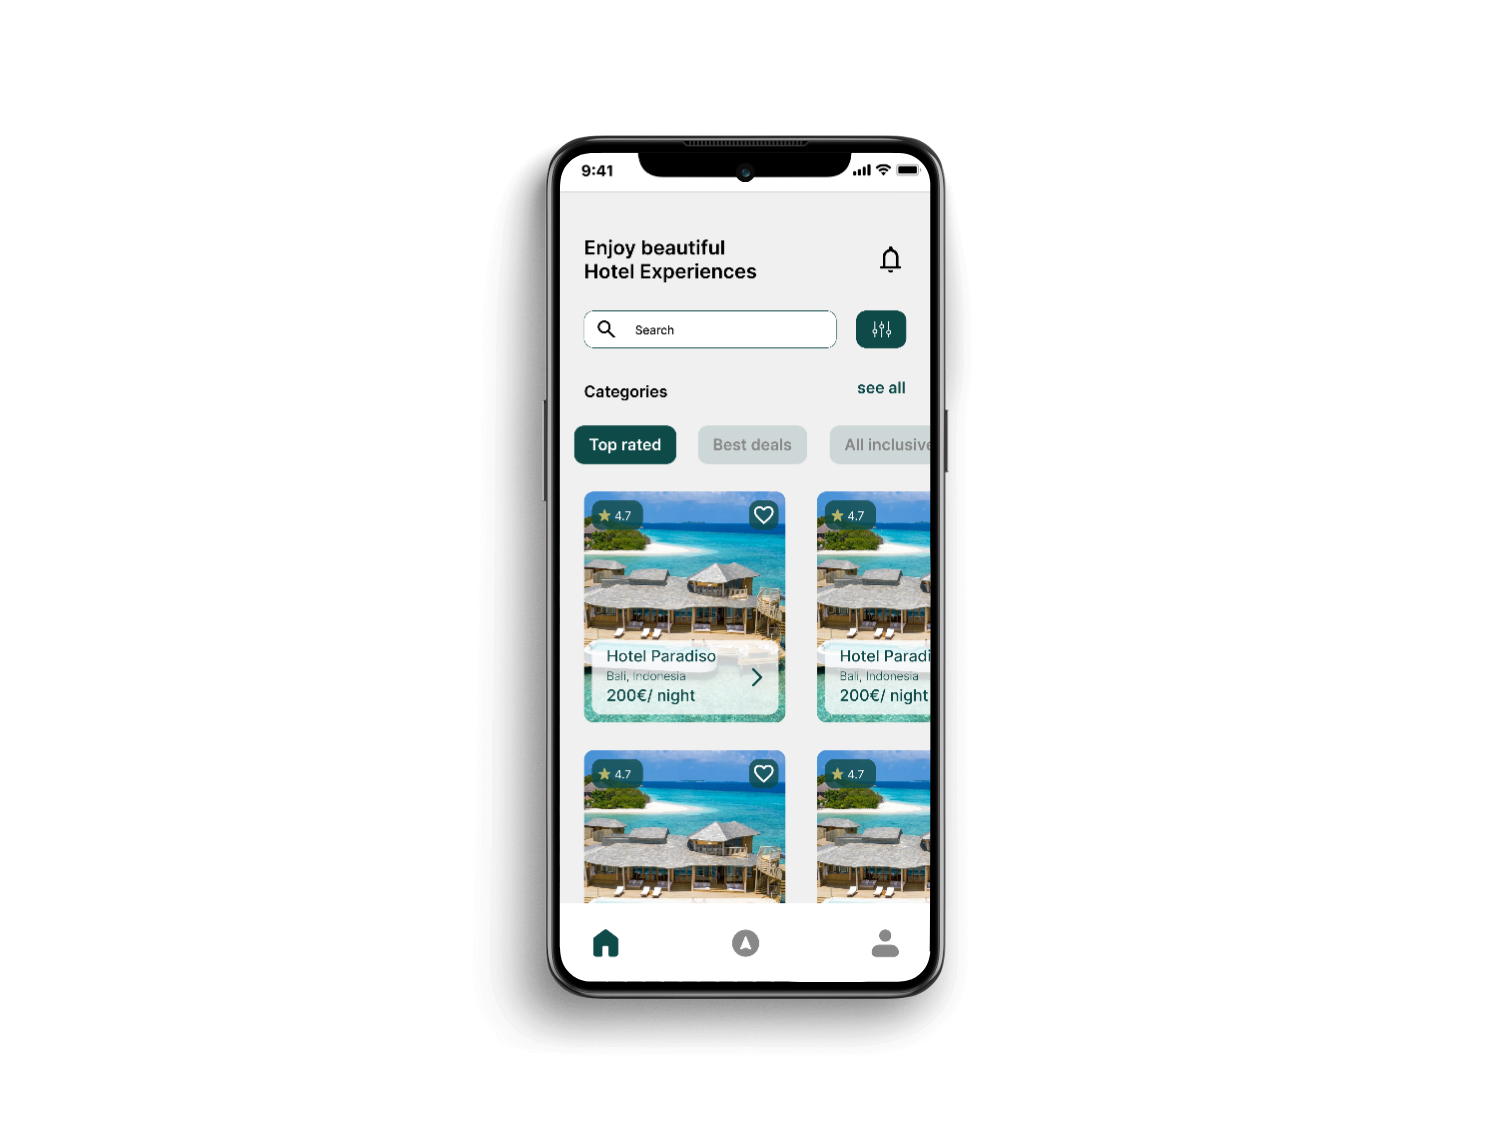 9:41
Enjoy beautiful
Hotel Experiences
Search
Categories
see all
Top rated
Best deals
All inclusive
4.7
4.7
Hotel Paradiso
Bali, Indonesia
200€/ night
Hotel Paradi
Bali, Indonesia
200€/ night
4.7
4.7